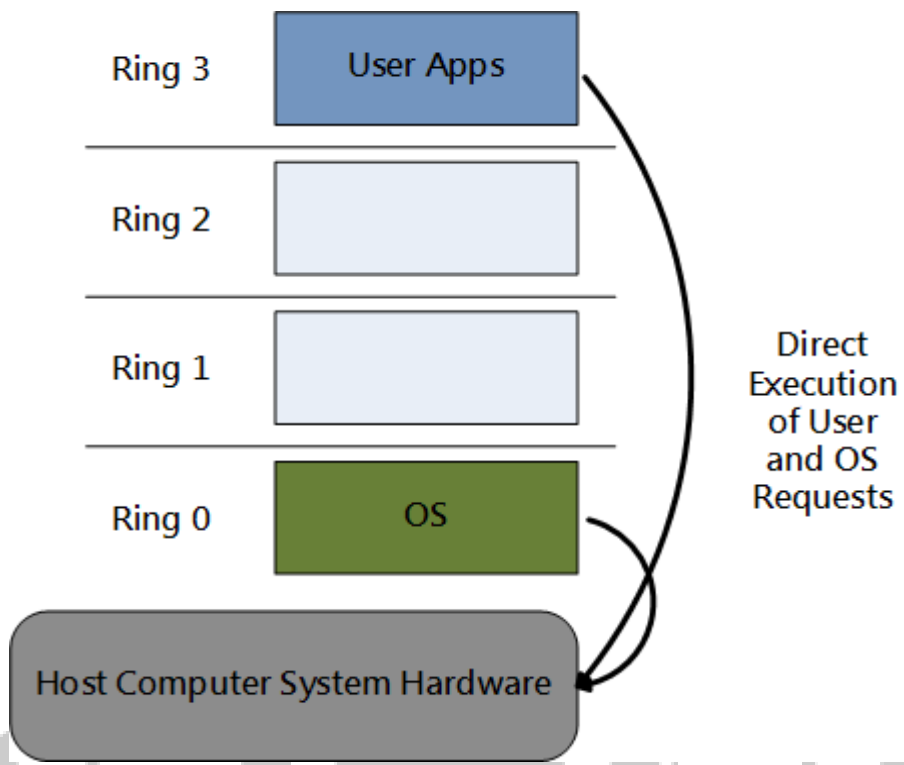 Ring 3
User Apps
Ring 2
Ring 1
Direct
Execution
of User
and OS
Requests
Ring 0
OS
Host Computer System Hardware